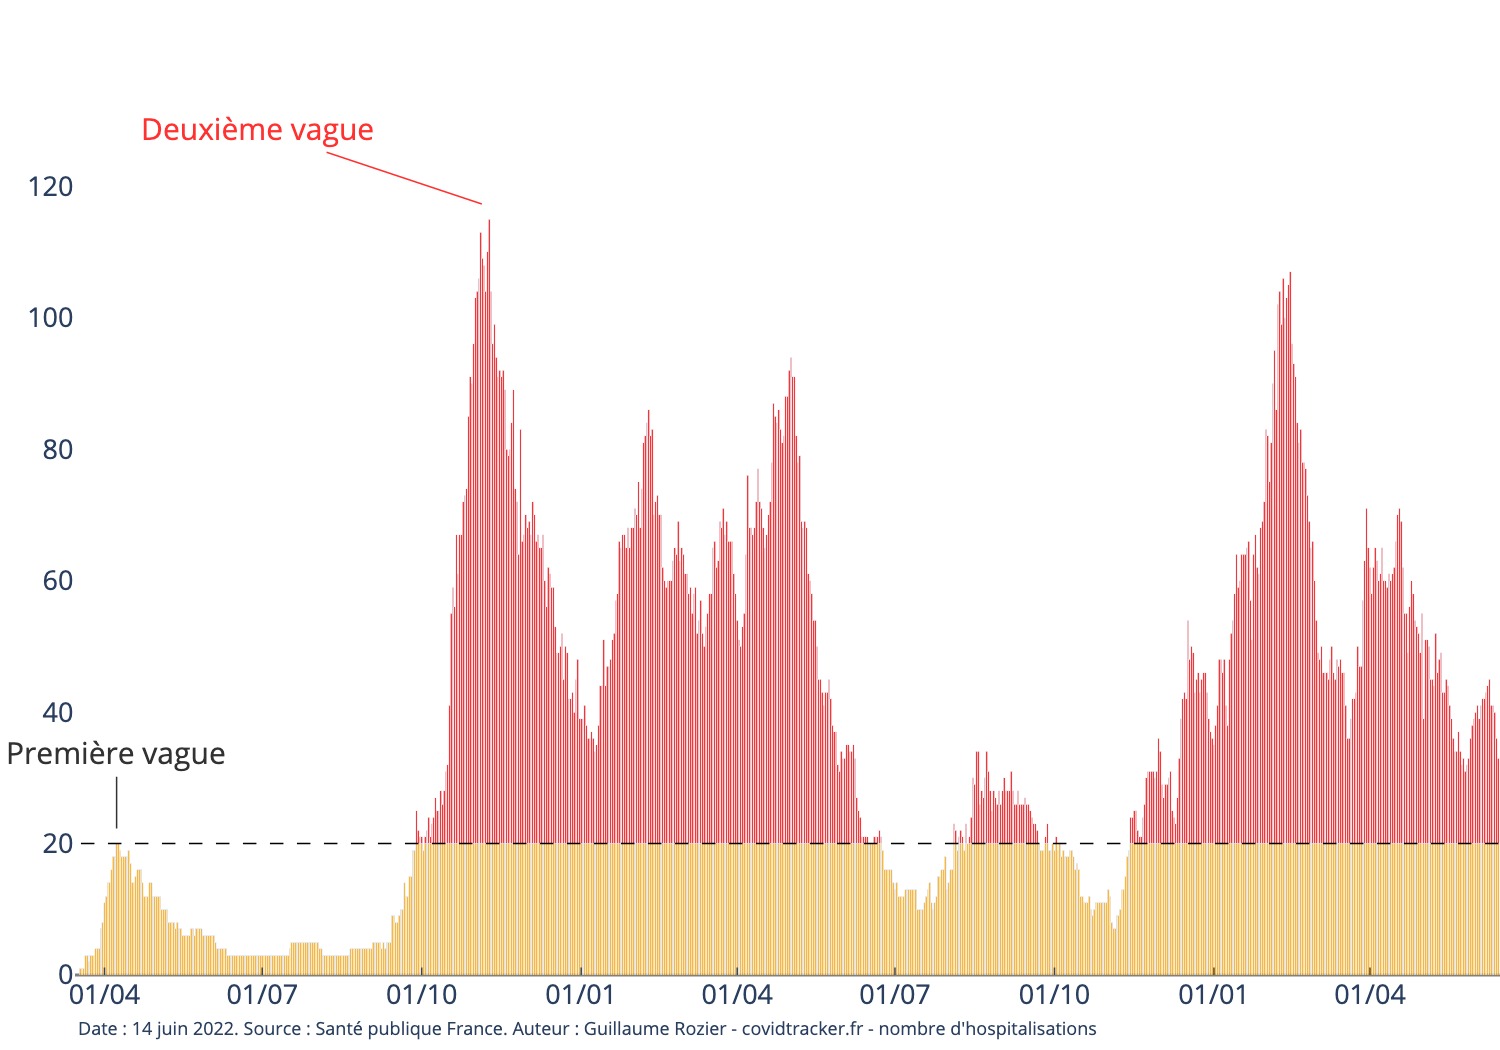 Deuxième vague
120
100
80
60
40
Première vague
20
0
01/04 01/07 01/10 01/01 01/04 01/07 01/10 01/01 01/04
Date : 14 juin 2022. Source : Santé publique France. Auteur : Guillaume Rozier - covidtracker.fr - nombre d'hospitalisations